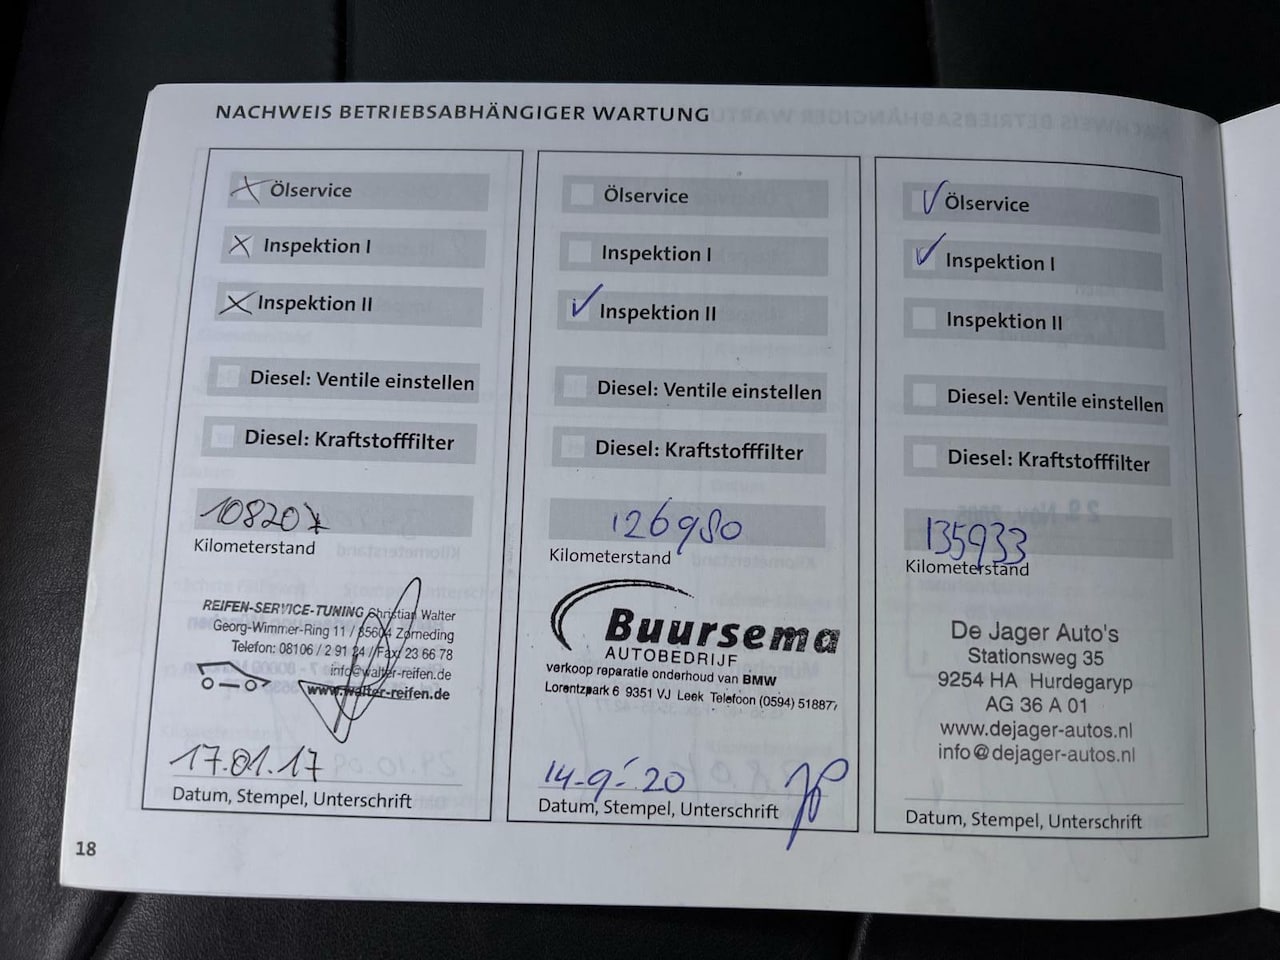 NACHWEIS BETRIEBSABHÄNGIGER WARTUNG
Ölservice
Inspektion I
Inspektion II
Diesel: Ventile einstellen
Diesel: Kraftstofffilter
10820
Kilometerstand
REIFEN-SERVICE-TUNING Christian Walter
Georg-Wimmer-Ring 11 / 85604 Zorneding
Telefon: 08106 / 2 91 24 // Fax: 23 66 78
info@walter-reifen.de
www.walter-reifen.de
17.01.17
Datum, Stempel, Unterschrift
Ölservice
Inspektion I
Inspektion II
Diesel: Ventile einstellen
Diesel: Kraftstofffilter
126980
Kilometerstand
Buursema
AUTOBEDRIJF
verkoop reparatie onderhoud van BMW
Lorentzpark 6 9351 VJ Leek Telefoon (0594) 518877
14-9-'20
Datum, Stempel, Unterschrift
Ölservice
Inspektion I
Inspektion II
Diesel: Ventile einstellen
Diesel: Kraftstofffilter
135933
Kilometerstand
De Jager Auto's
Stationsweg 35
9254 HA Hurdegaryp
AG 36 A 01
www.dejager-autos.nl
info@dejager-autos.nl
Datum, Stempel, Unterschrift
18